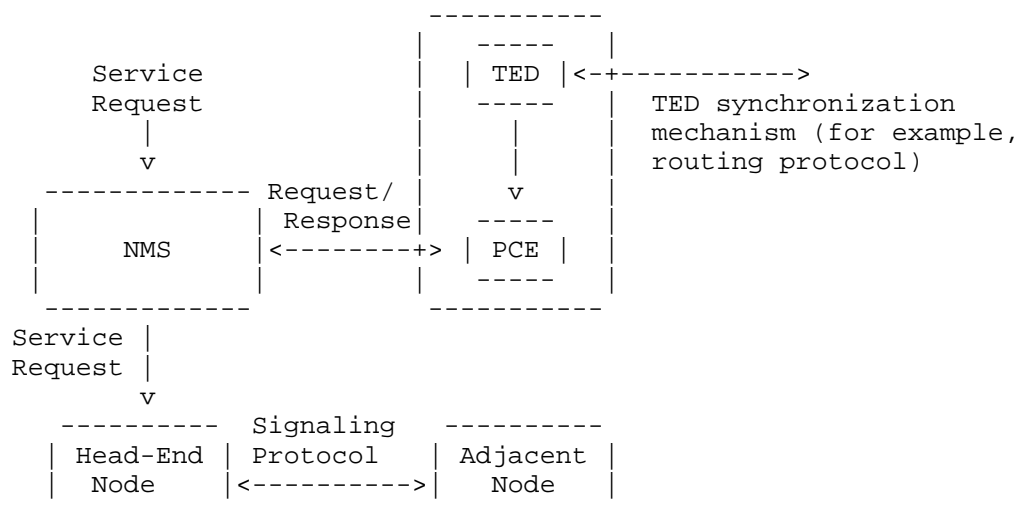 Service
Request
TED
TED synchronization
mechanism (for example,
routing protocol)
v
v
Request/
Response
NMS
PCE
Service
Request
v
Head-End
Node
Signaling
Protocol
Adjacent
Node